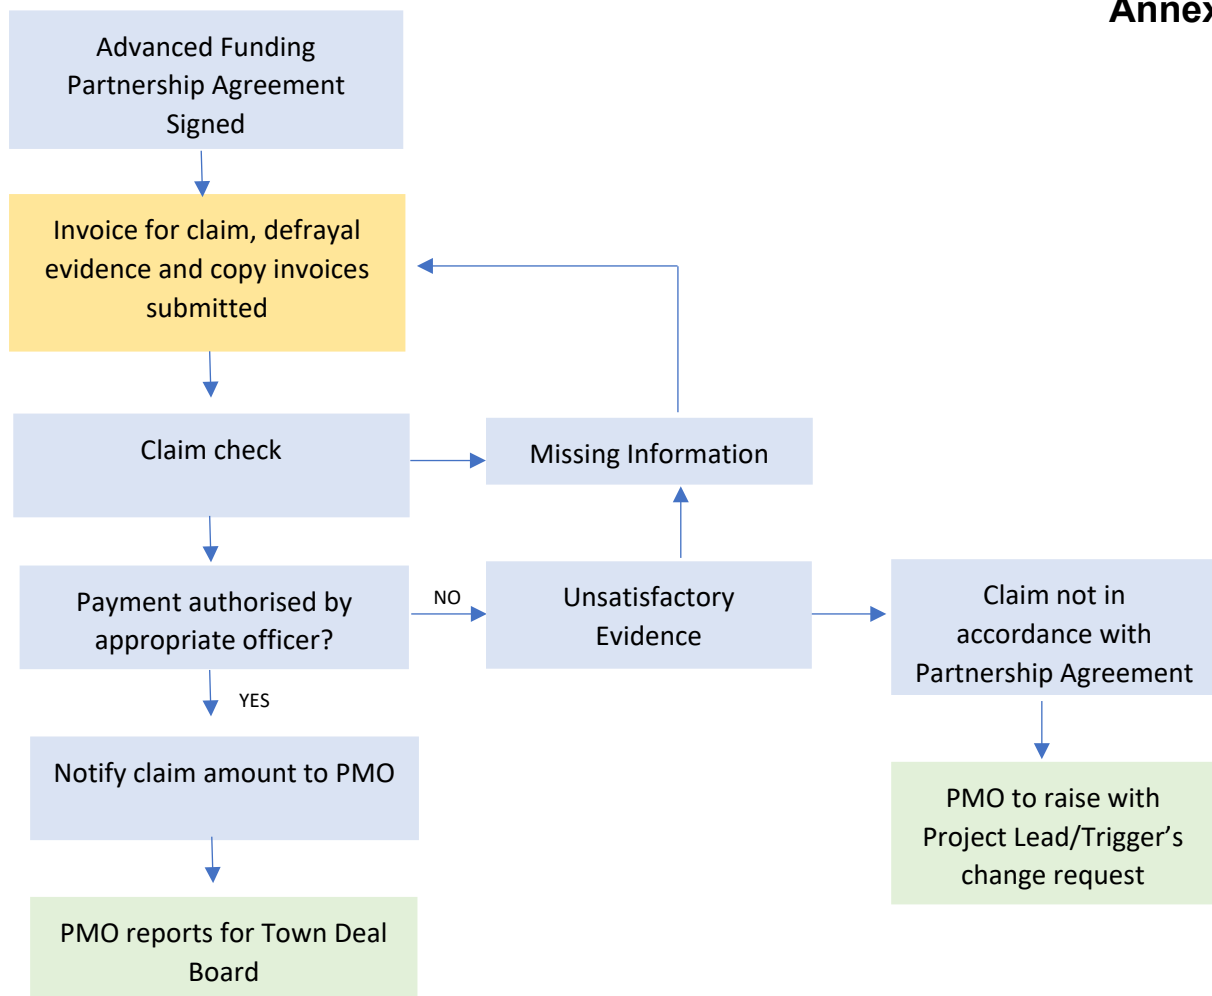 Annex
Advanced Funding
Partnership Agreement
Signed
Invoice for claim, defrayal
evidence and copy invoices
submitted
Claim check
Missing Information
Payment authorised by
appropriate officer?
NO
Unsatisfactory
Evidence
Claim not in
accordance with
Partnership Agreement
YES
Notify claim amount to PMO
PMO to raise with
Project Lead/Trigger’s
change request
PMO reports for Town Deal
Board